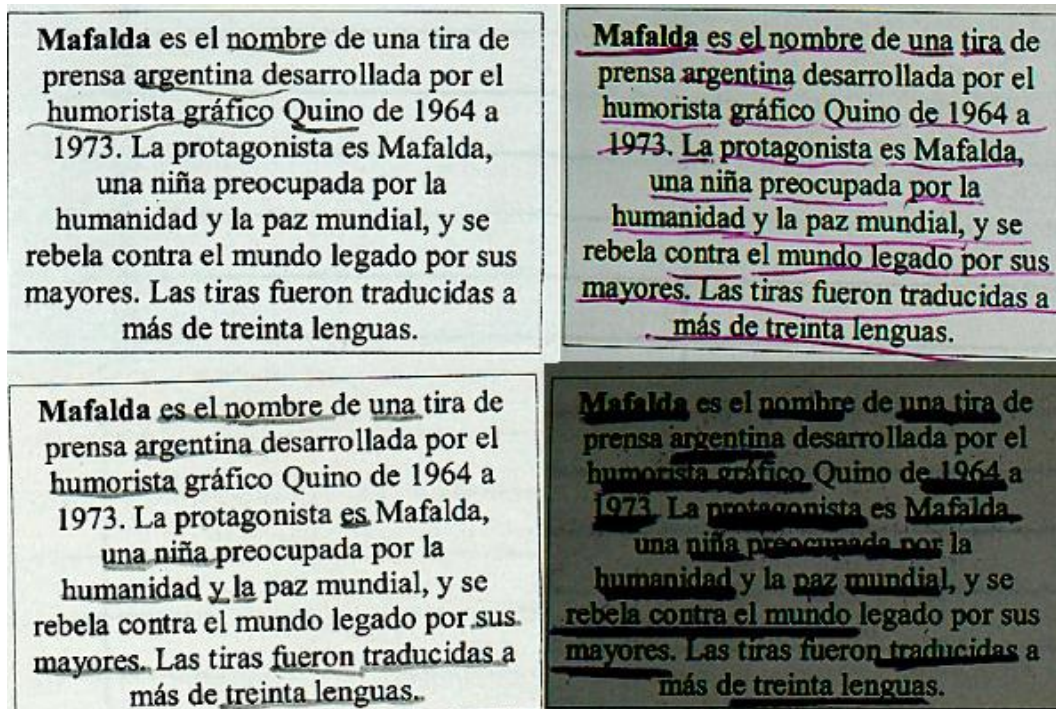 Mafalda es el nombre de una tira de
prensa argentina desarrollada por el
humorista gráfico Quino de 1964 a
1973. La protagonista es Mafalda,
una niña preocupada por la
humanidad y la paz mundial, y se
rebela contra el mundo legado por sus
mayores. Las tiras fueron traducidas a
más de treinta lenguas.
Mafalda es el nombre de una tira de
prensa argentina desarrollada por el
humorista gráfico Quino de 1964 a
1973. La protagonista es Mafalda,
una niña preocupada por la
humanidad y la paz mundial, y se
rebela contra el mundo legado por sus
mayores. Las tiras fueron traducidas a
más de treinta lenguas.
Mafalda es el nombre de una tira de
prensa argentina desarrollada por el
humorista gráfico Quino de 1964 a
1973. La protagonista es Mafalda,
una niña preocupada por la
humanidad y la paz mundial, y se
rebela contra el mundo legado por sus
mayores. Las tiras fueron traducidas a
más de treinta lenguas.
Mafalda es el nombre de una tira de
prensa argentina desarrollada por el
humorista gráfico Quino de 1964 a
1973. La protagonista es Mafalda,
una niña preocupada por la
humanidad y la paz mundial, y se
rebela contra el mundo legado por sus
mayores. Las tiras fueron traducidas a
más de treinta lenguas.